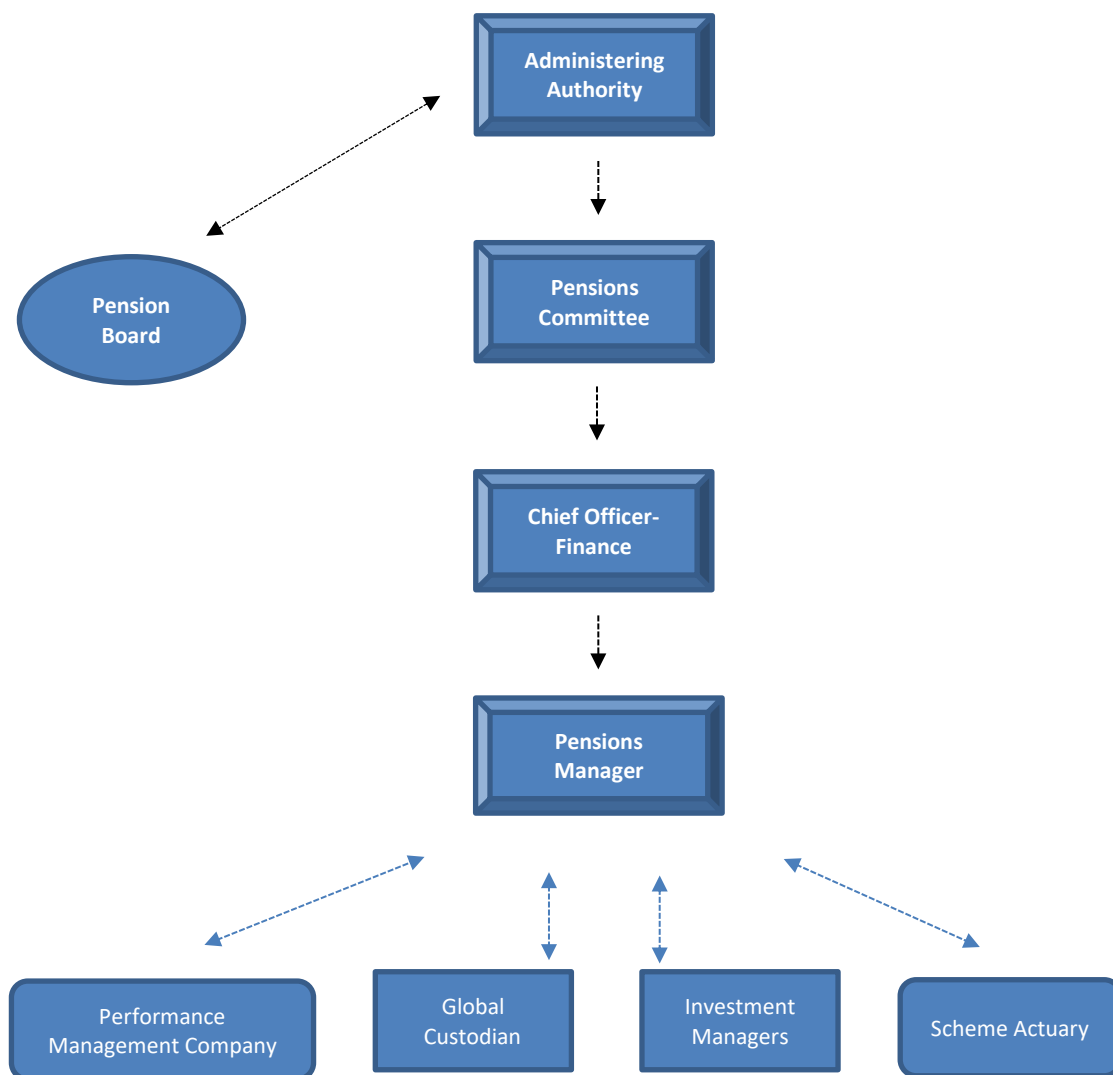 Administering
Authority
Pension
Board
Pensions
Committee
Chief Officer-
Finance
Pensions
Manager
Performance
Management Company
Global
Custodian
Investment
Managers
Scheme Actuary